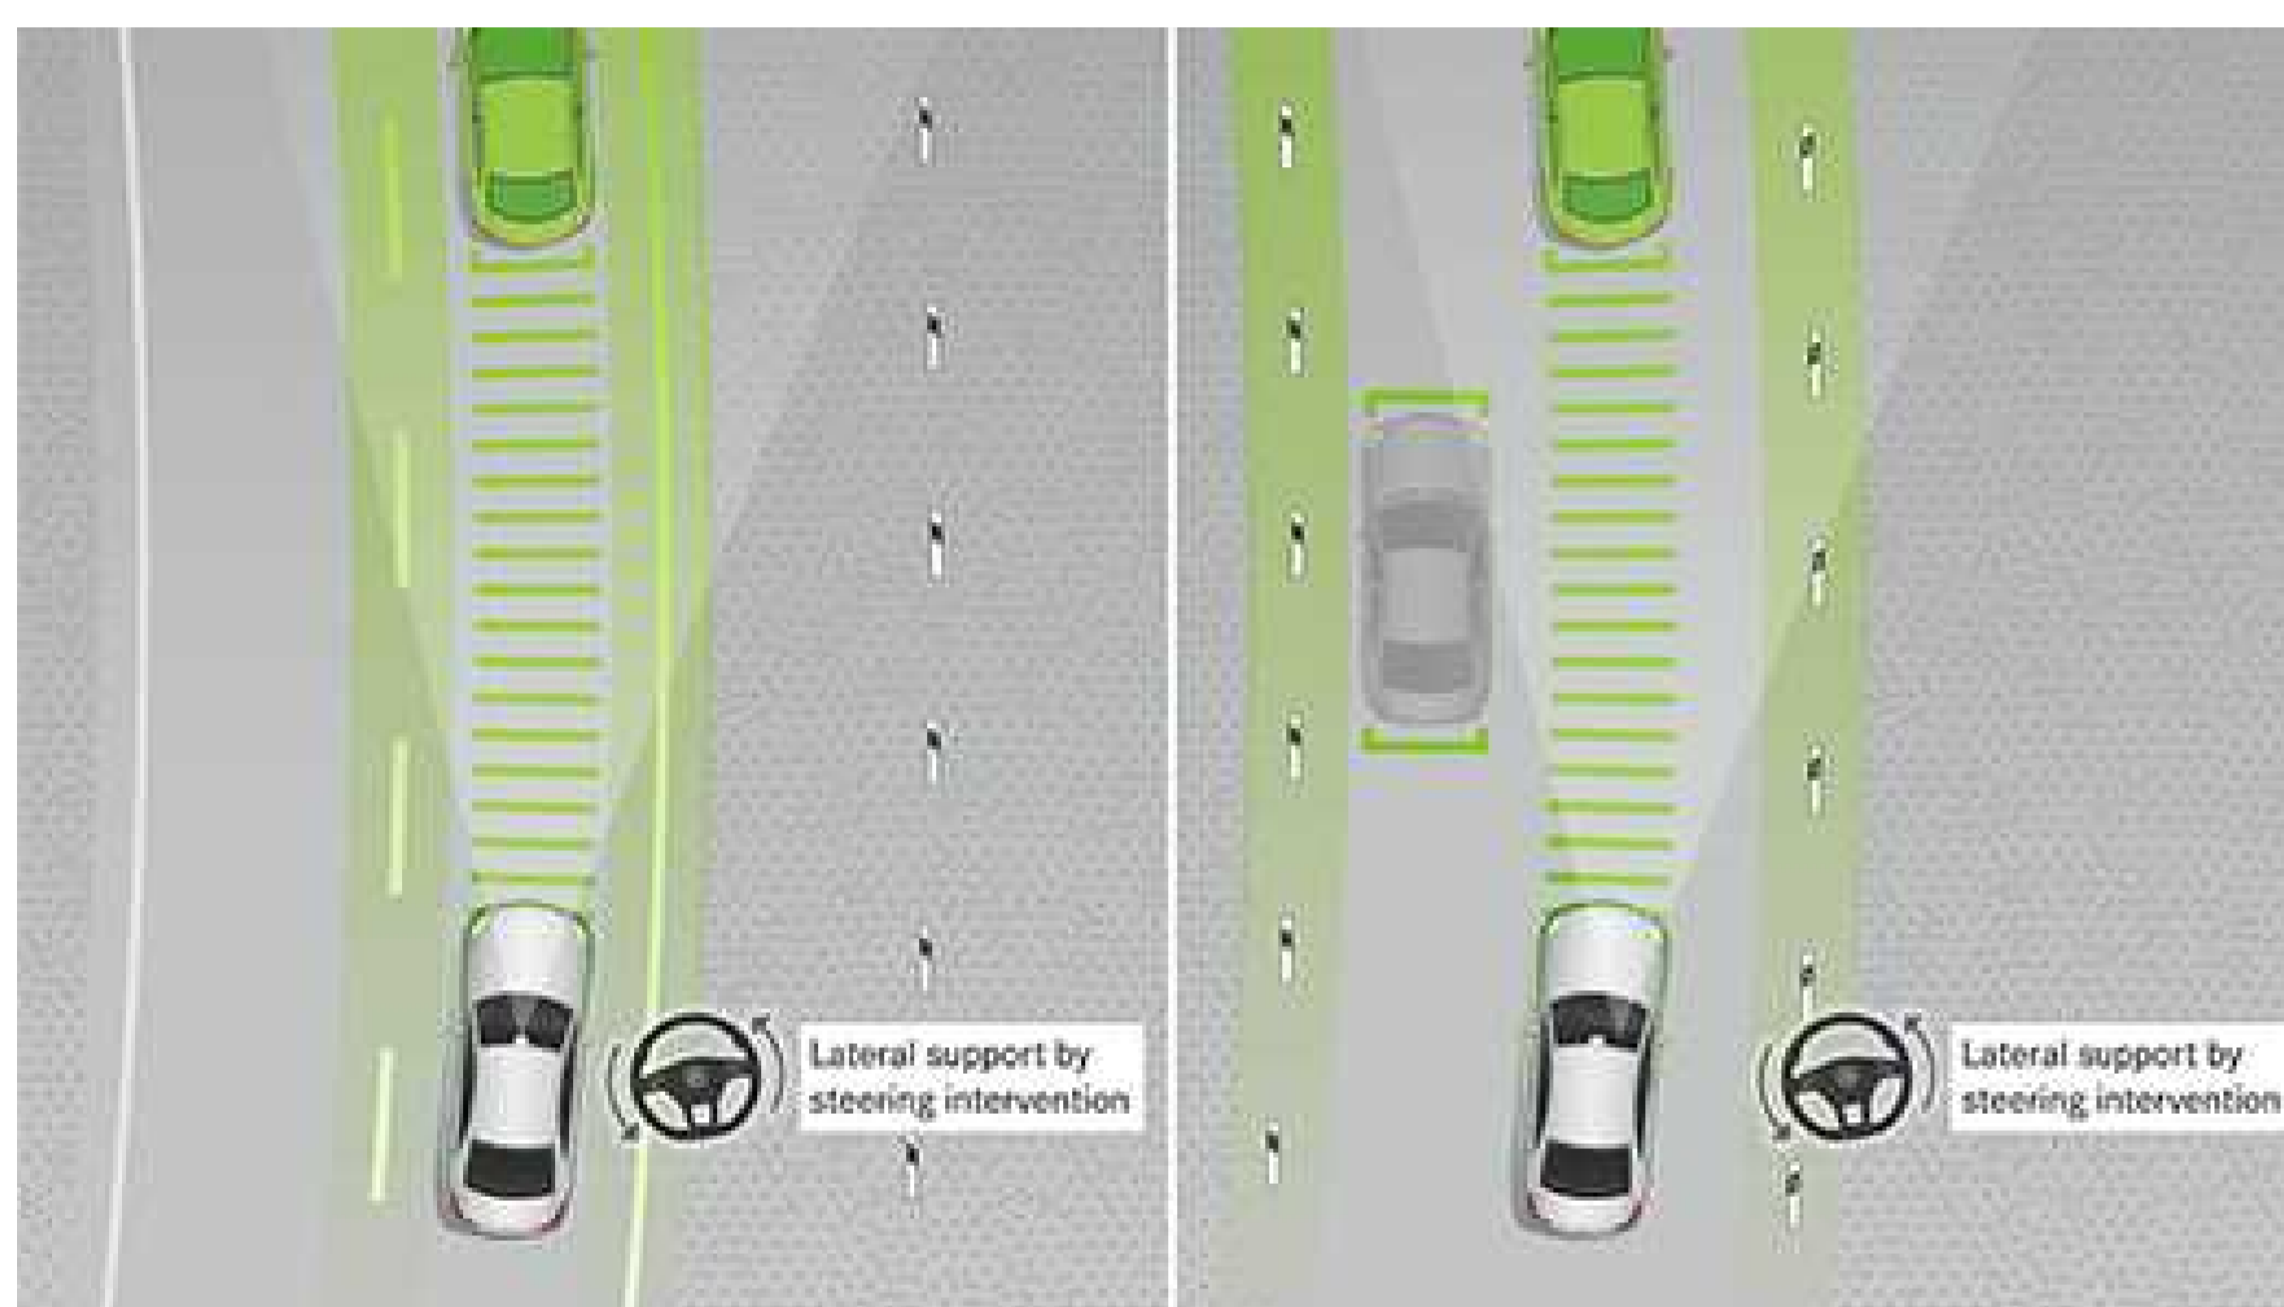 Lateral support by
steering intervention
Lateral support by
steering intervention